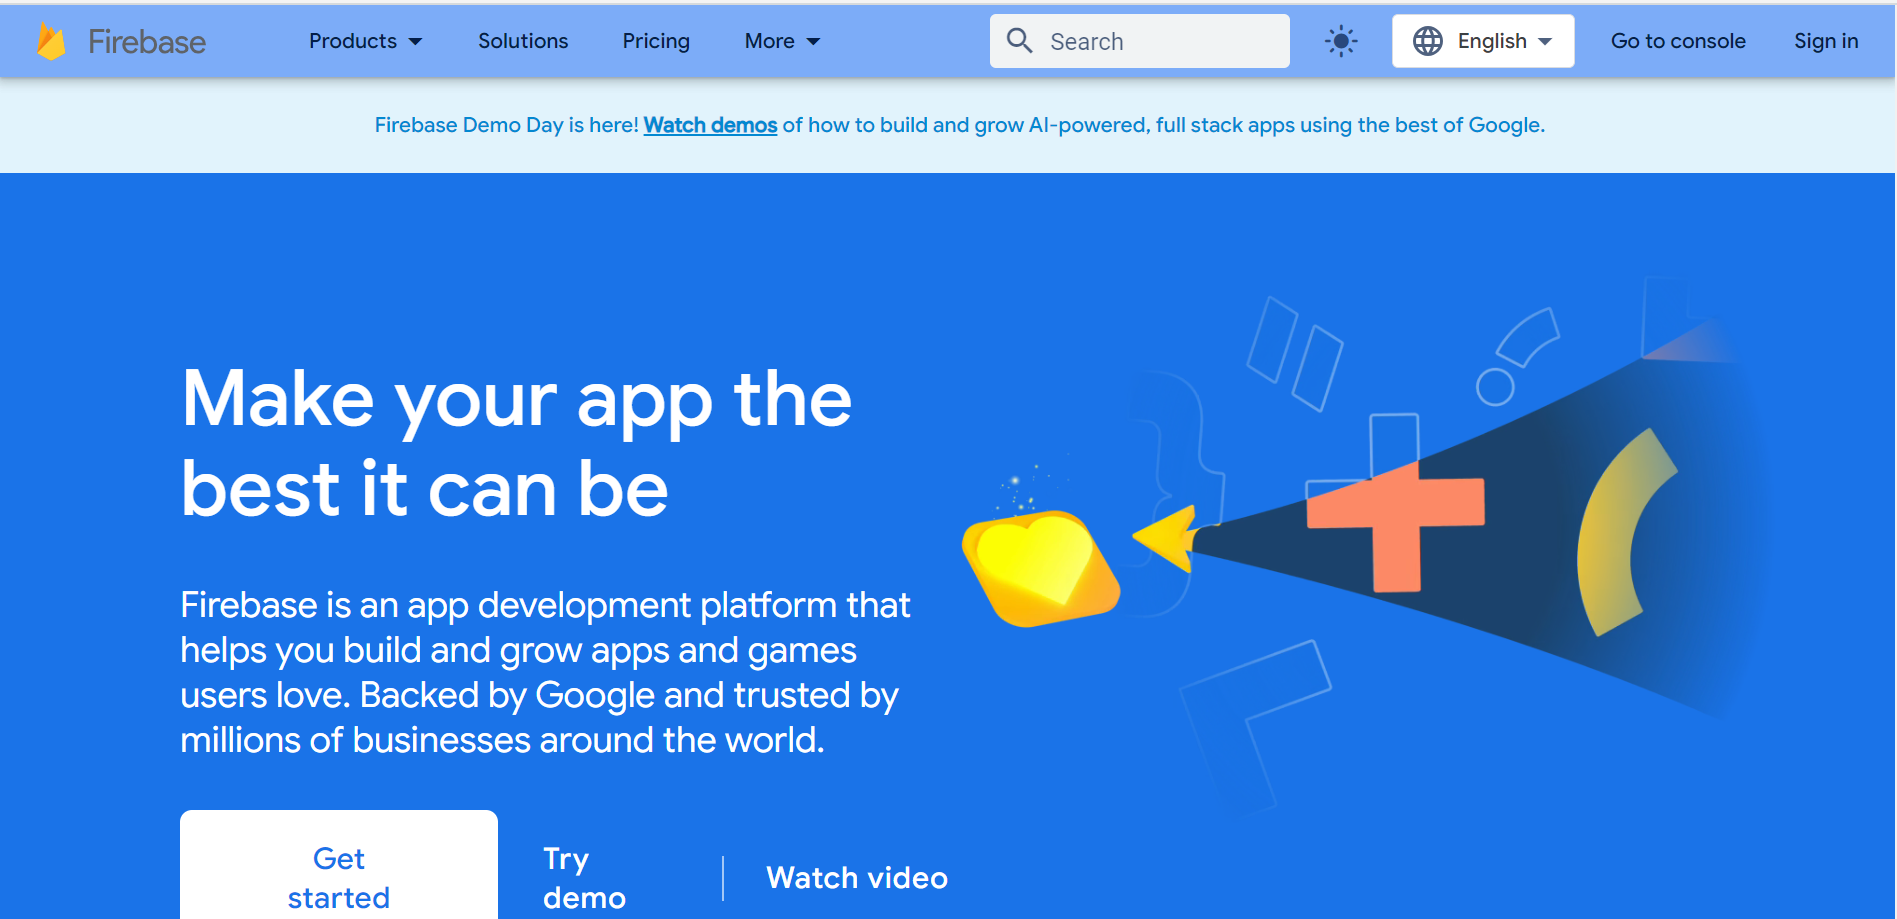 Firebase Products Solutions Pricing More Search English Go to console Sign in
Firebase Demo Day is here! Watch demos of how to build and grow AI-powered, full stack apps using the best of Google.
Make your app the
best it can be
Firebase is an app development platform that
helps you build and grow apps and games
users love. Backed by Google and trusted by
millions of businesses around the world.
Get
started
Try
demo
Watch video